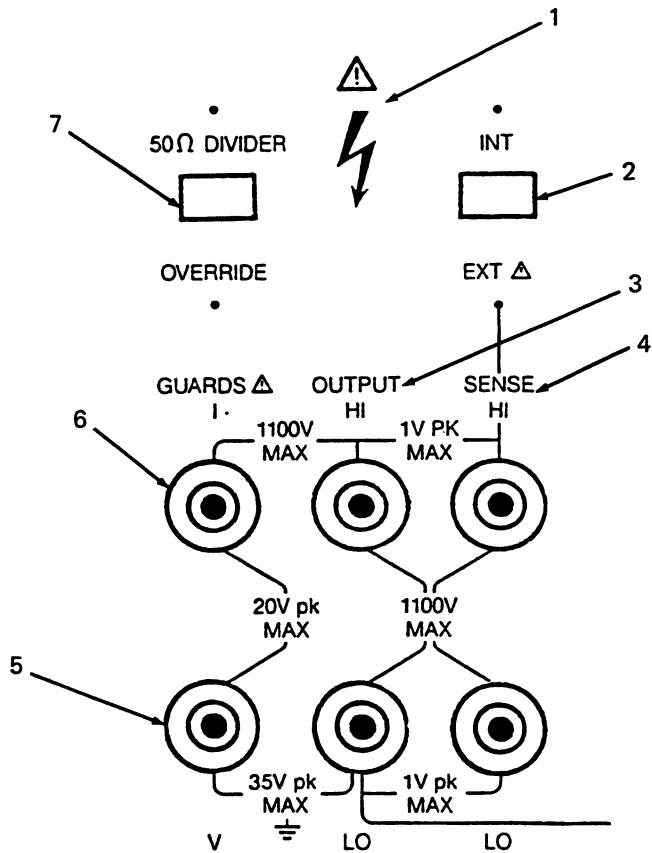 1
7
50Ω DIVIDER
INT
2
OVERRIDE
EXT ⚠
3
4
GUARDS ⚠
OUTPUT
SENSE
I ·
HI
HI
6
1100V
MAX
1V PK
MAX
20V pk
MAX
1100V
MAX
5
35V pk
MAX
1V pk
MAX
V
LO
LO